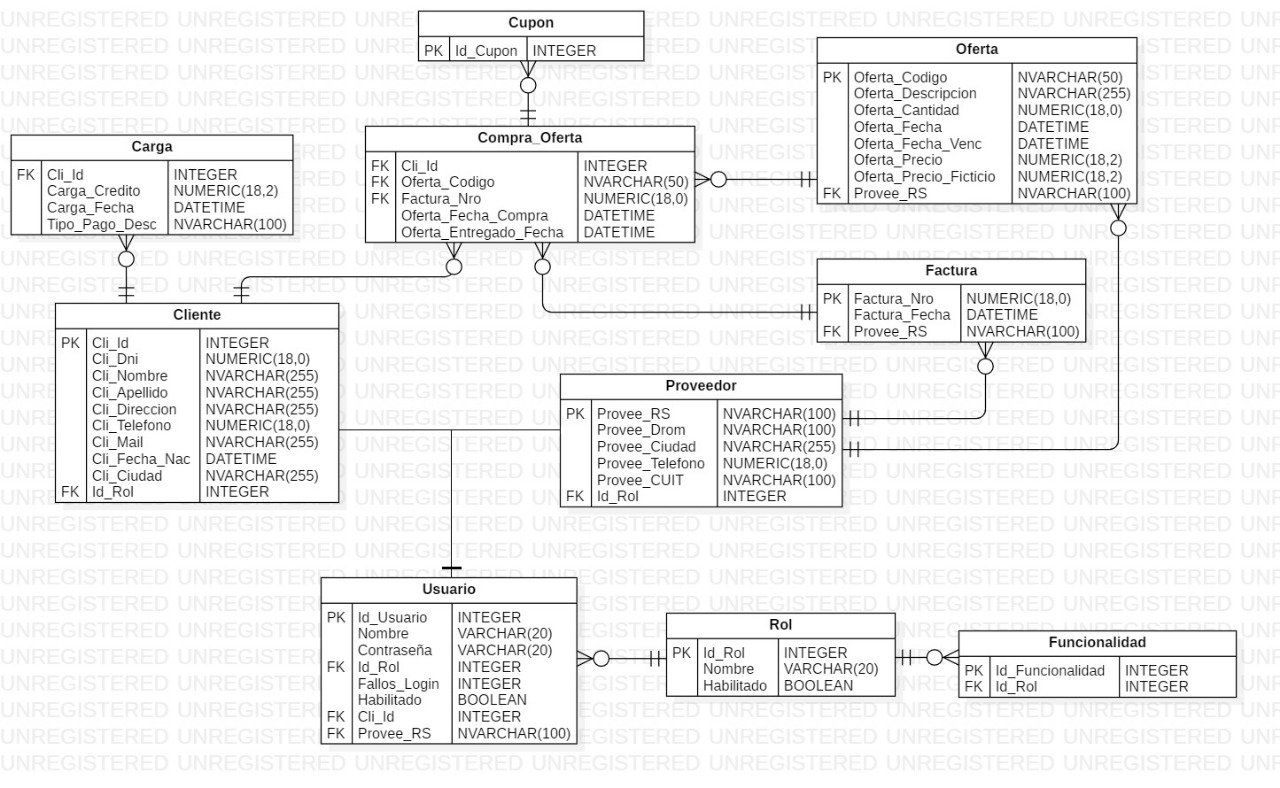 Cupon
PK Id_Cupon INTEGER
Oferta
PK Oferta_Codigo NVARCHAR(50)
Oferta_Descripcion NVARCHAR(255)
Oferta_Cantidad NUMERIC(18,0)
Oferta_Fecha DATETIME
Oferta_Fecha_Venc DATETIME
Oferta_Precio NUMERIC(18,2)
Oferta_Precio_Ficticio NUMERIC(18,2)
FK Provee_RS NVARCHAR(100)
Carga
FK Cli_Id INTEGER
Carga_Credito NUMERIC(18,2)
Carga_Fecha DATETIME
Tipo_Pago_Desc NVARCHAR(100)
Compra_Oferta
FK Cli_Id INTEGER
FK Oferta_Codigo NVARCHAR(50)
FK Factura_Nro NUMERIC(18,0)
Oferta_Fecha_Compra DATETIME
Oferta_Entregado_Fecha DATETIME
Factura
PK Factura_Nro NUMERIC(18,0)
Factura_Fecha DATETIME
FK Provee_RS NVARCHAR(100)
Cliente
PK Cli_Id INTEGER
Cli_Dni NUMERIC(18,0)
Cli_Nombre NVARCHAR(255)
Cli_Apellido NVARCHAR(255)
Cli_Direccion NVARCHAR(255)
Cli_Telefono NUMERIC(18,0)
Cli_Mail NVARCHAR(255)
Cli_Fecha_Nac DATETIME
Cli_Ciudad NVARCHAR(255)
FK Id_Rol INTEGER
Proveedor
PK Provee_RS NVARCHAR(100)
Provee_Drom NVARCHAR(100)
Provee_Ciudad NVARCHAR(255)
Provee_Telefono NUMERIC(18,0)
Provee_CUIT NVARCHAR(100)
FK Id_Rol INTEGER
Usuario
PK Id_Usuario INTEGER
Nombre VARCHAR(20)
Contraseña VARCHAR(20)
FK Id_Rol INTEGER
Fallos_Login INTEGER
Habilitado BOOLEAN
FK Cli_Id INTEGER
FK Provee_RS NVARCHAR(100)
Rol
PK Id_Rol INTEGER
Nombre VARCHAR(20)
Habilitado BOOLEAN
Funcionalidad
PK Id_Funcionalidad INTEGER
FK Id_Rol INTEGER
UNREGISTERED